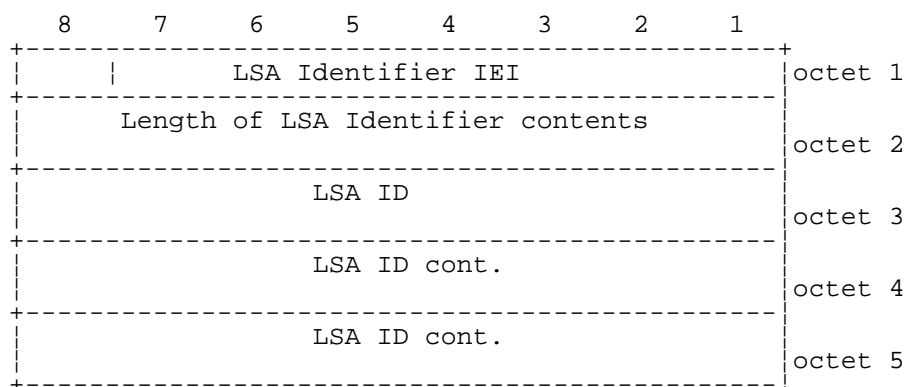 8 7 6 5 4 3 2 1
LSA Identifier IEI octet 1
Length of LSA Identifier contents
octet 2
LSA ID
octet 3
LSA ID cont.
octet 4
LSA ID cont.
octet 5